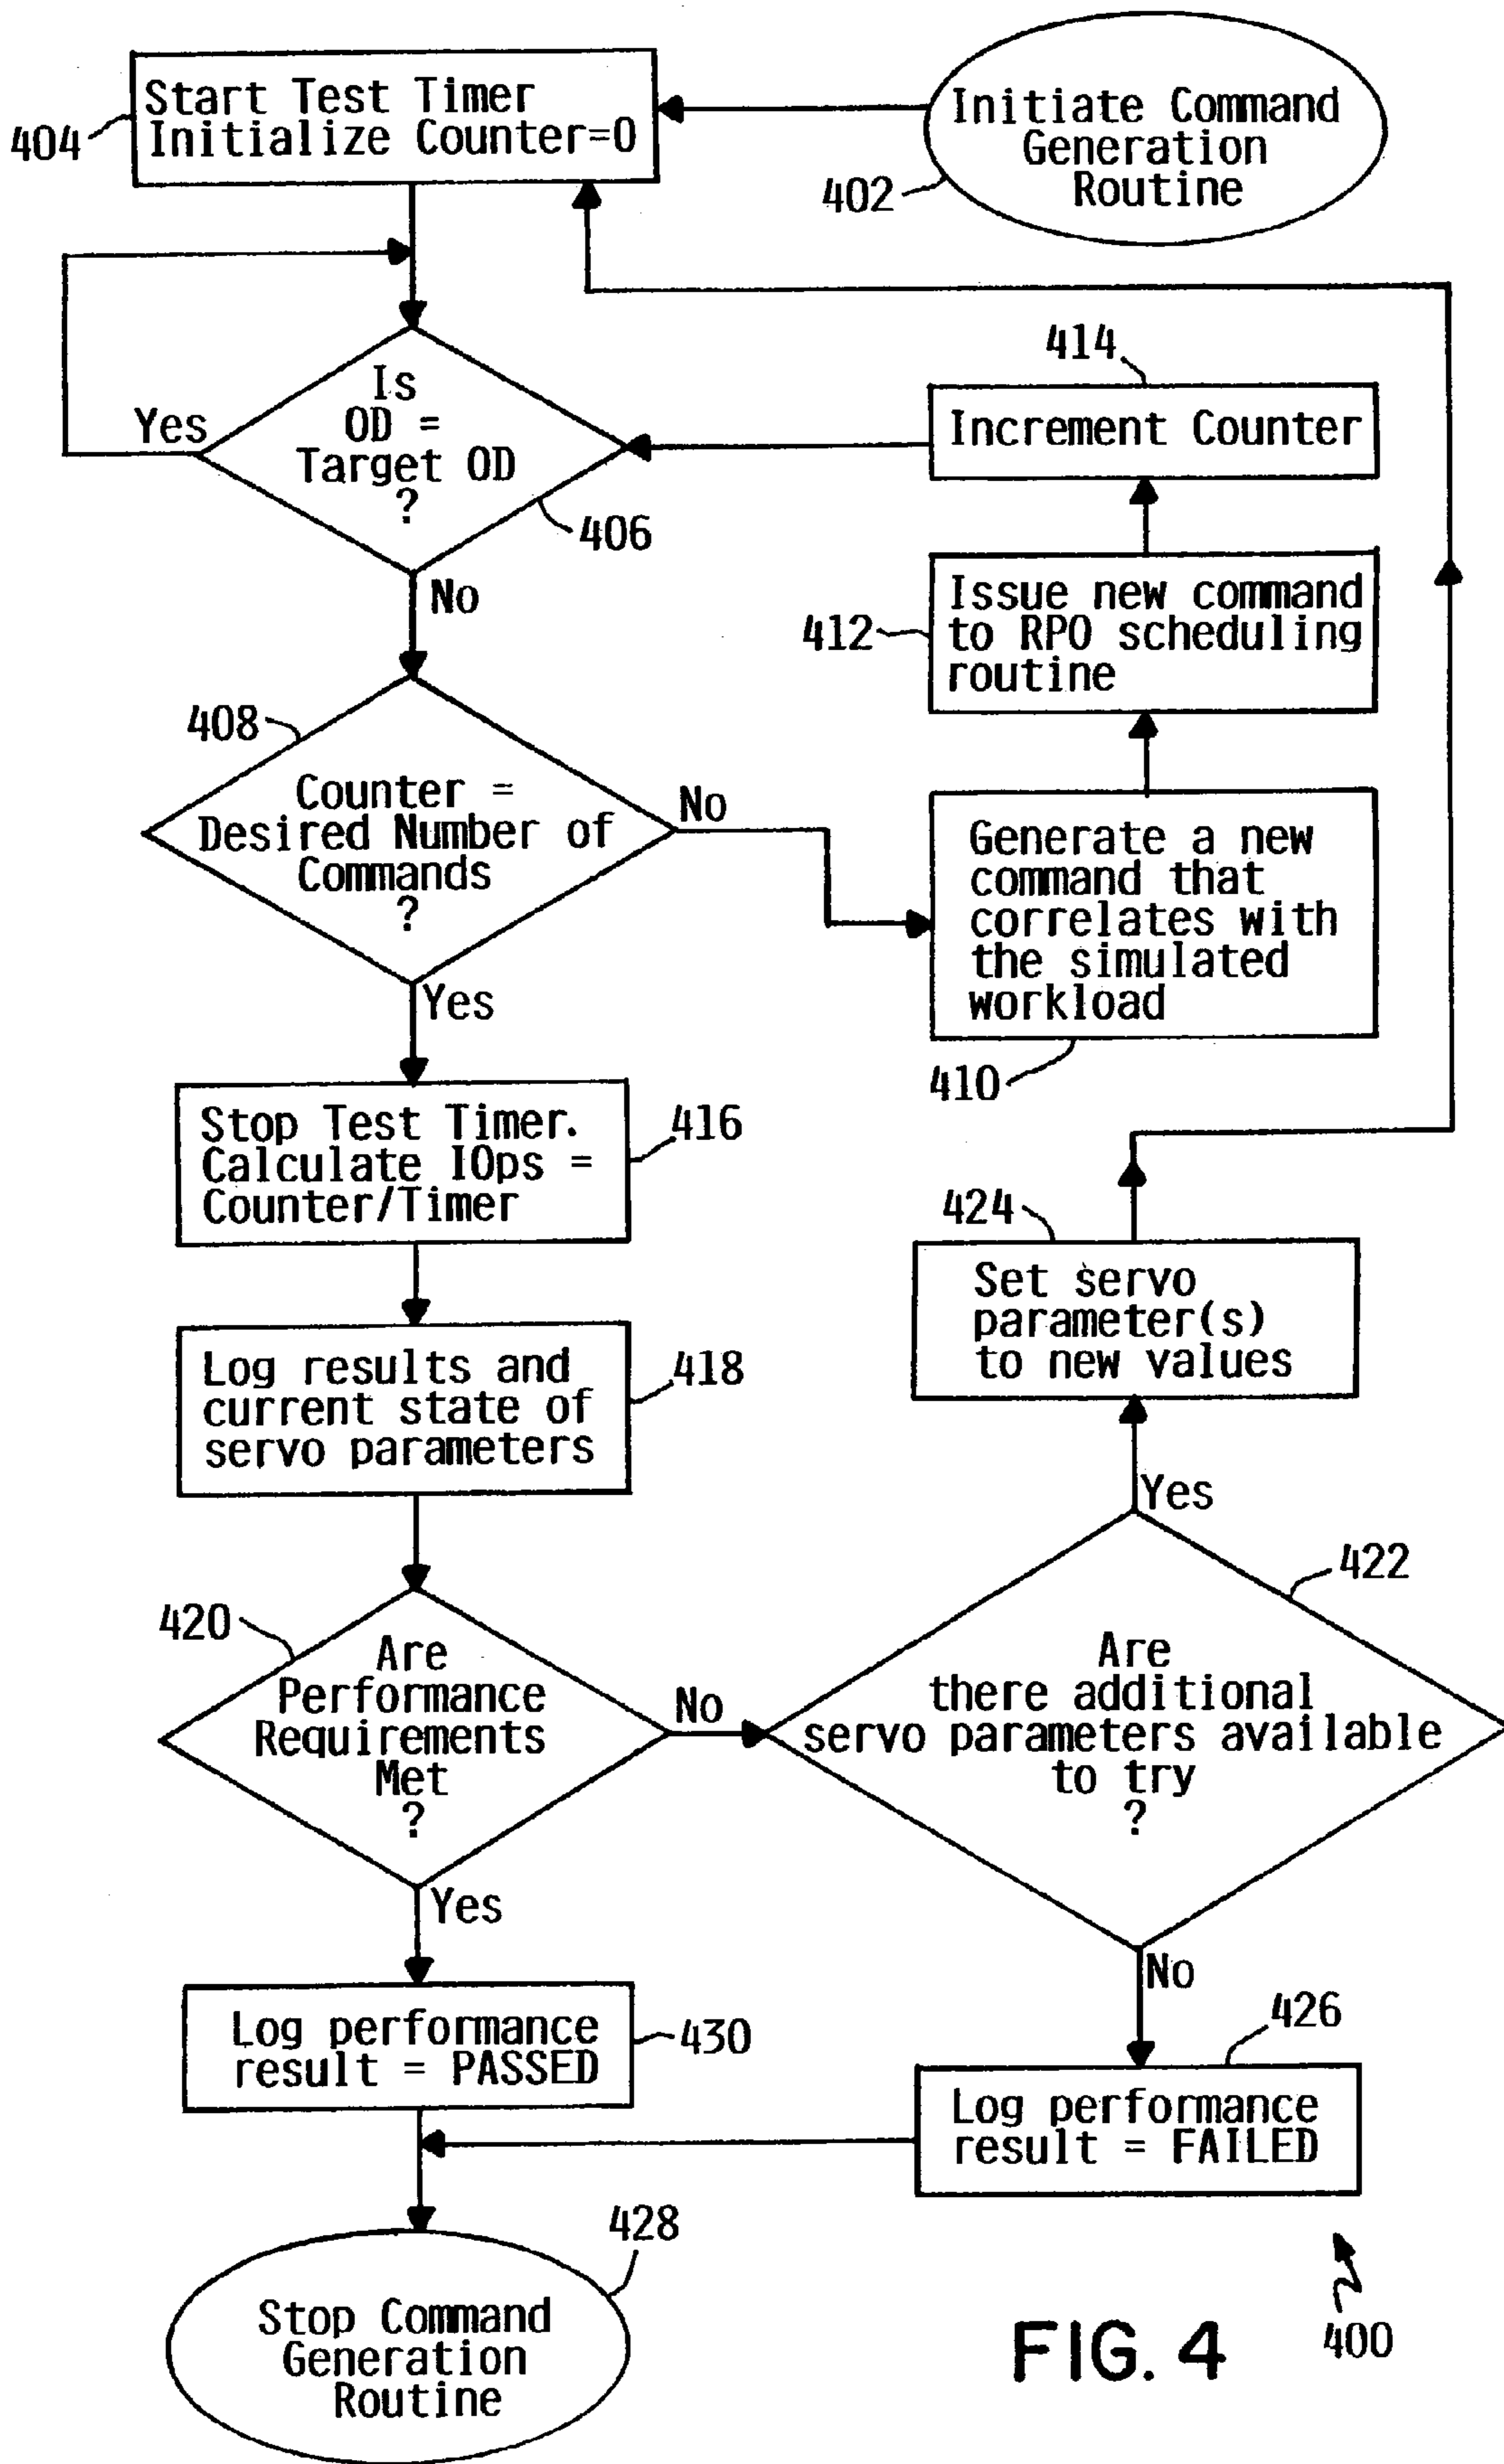 Start Test Timer
Initialize Counter=0
404
Initiate Command
Generation
Routine
402
Is
OD =
Target OD
?
Yes
406
No
414
Increment Counter
Issue new command
to RPO scheduling
routine
412
408
Counter =
Desired Number of
Commands
?
No
Yes
Generate a new
command that
correlates with
the simulated
workload
410
Stop Test Timer.
Calculate IOps =
Counter/Timer
416
Log results and
current state of
servo parameters
418
424
Set servo
parameter(s)
to new values
Yes
420
Are
Performance
Requirements
Met
?
No
Yes
422
Are
there additional
servo parameters available
to try
?
No
Log performance
result = PASSED
430
426
Log performance
result = FAILED
428
Stop Command
Generation
Routine
FIG. 4
400